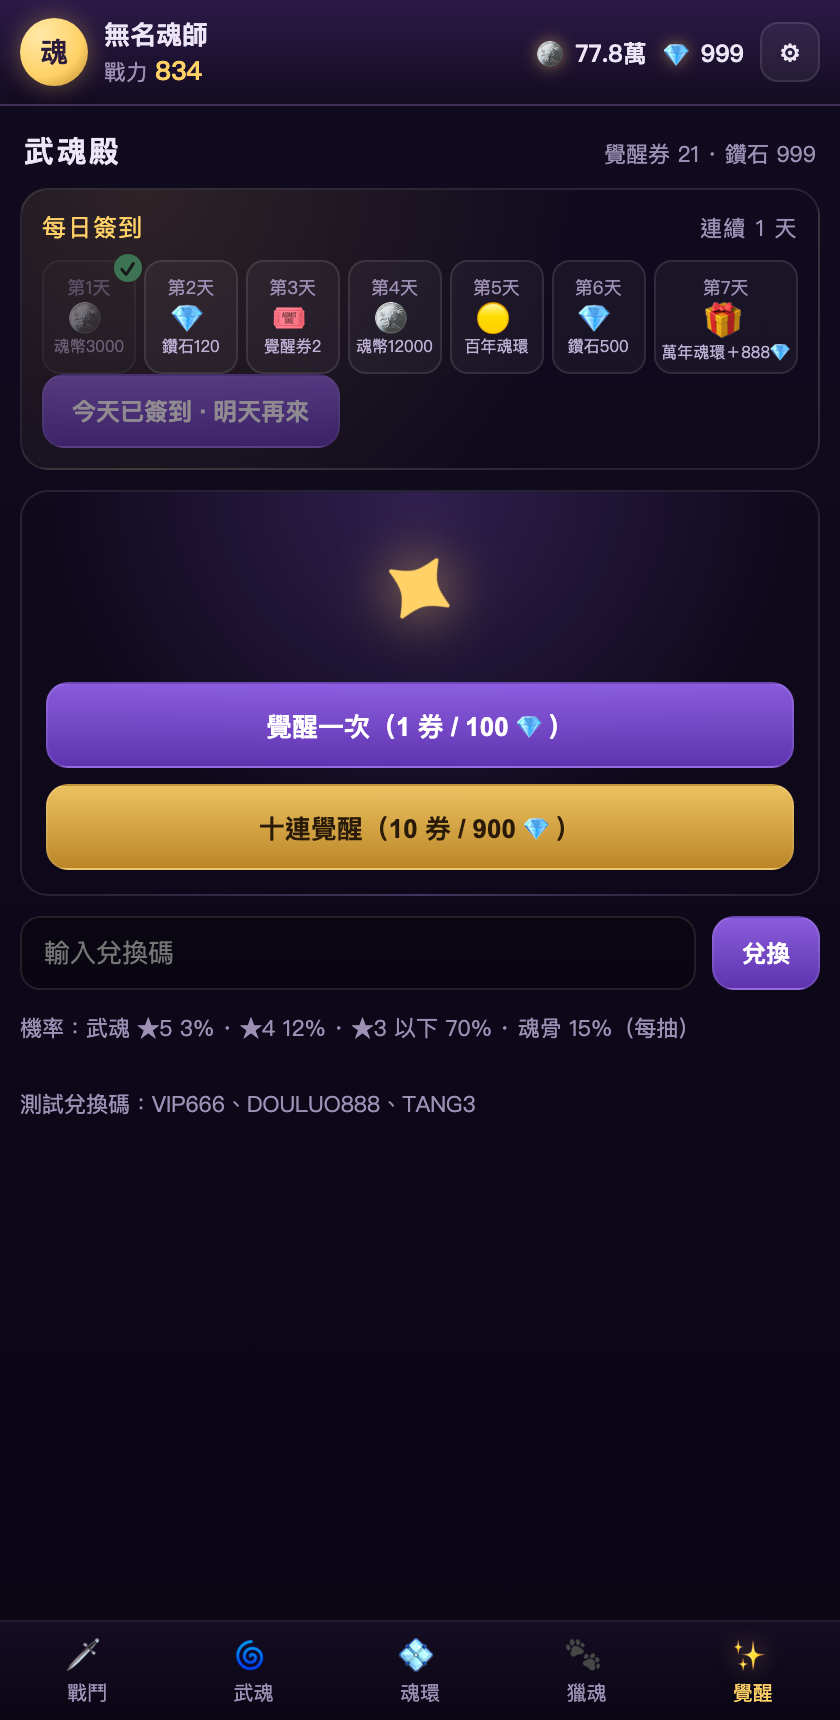 魂
無名魂師
戰力 834
77.8萬 💎 999
武魂殿
覺醒券 21 · 鑽石 999
每日簽到
連續 1 天
第1天
魂幣3000
第2天
鑽石120
第3天
ADMIT ONE
覺醒券2
第4天
魂幣12000
第5天
百年魂環
第6天
鑽石500
第7天
萬年魂環+888💎
今天已簽到 · 明天再來
覺醒一次（1 券 / 100 💎）
十連覺醒（10 券 / 900 💎）
輸入兌換碼
兌換
機率：武魂 ★5 3% · ★4 12% · ★3 以下 70% · 魂骨 15%（每抽）
測試兌換碼：VIP666、DOULUO888、TANG3
戰鬥
武魂
魂環
獵魂
覺醒